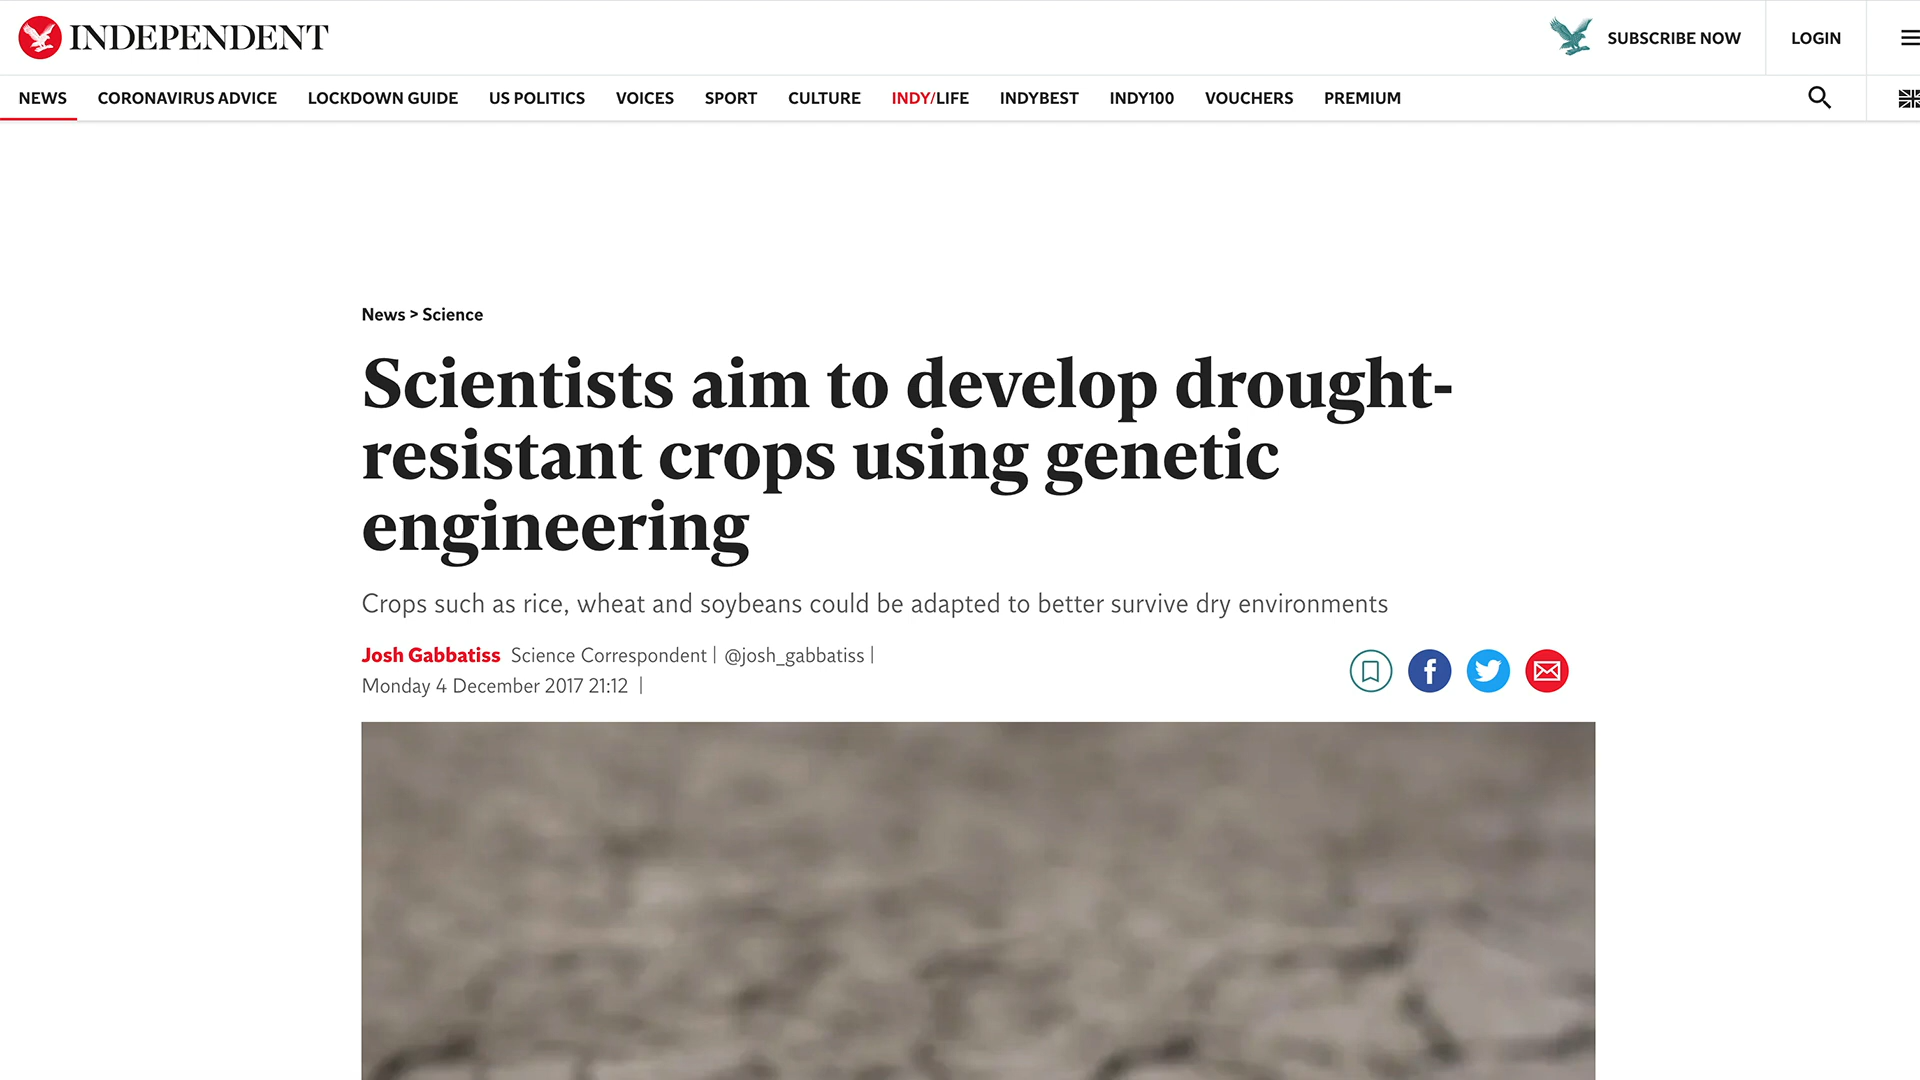 INDEPENDENT
SUBSCRIBE NOW
LOGIN
NEWS CORONAVIRUS ADVICE LOCKDOWN GUIDE US POLITICS VOICES SPORT CULTURE INDY/LIFE INDYBEST INDY100 VOUCHERS PREMIUM
News > Science
Scientists aim to develop drought-
resistant crops using genetic
engineering
Crops such as rice, wheat and soybeans could be adapted to better survive dry environments
Josh Gabbatiss Science Correspondent | @josh_gabbatiss |
Monday 4 December 2017 21:12 |